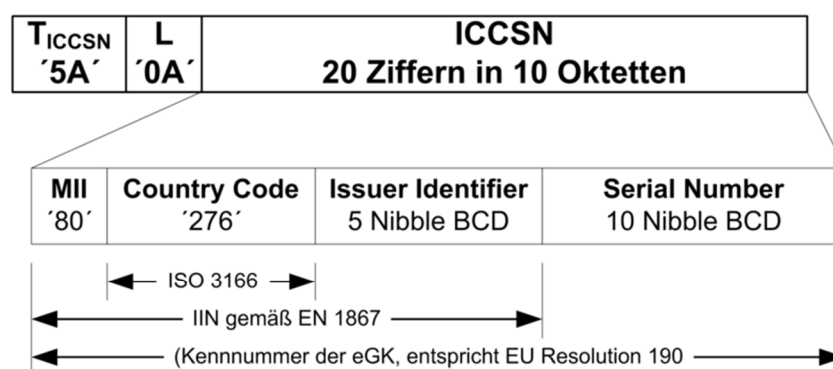 TICCSN L ICCSN
´5A´ ´0A´ 20 Ziffern in 10 Oktetten
MII Country Code Issuer Identifier Serial Number
´80´ ´276´ 5 Nibble BCD 10 Nibble BCD
ISO 3166
IIN gemäß EN 1867
(Kennnummer der eGK, entspricht EU Resolution 190